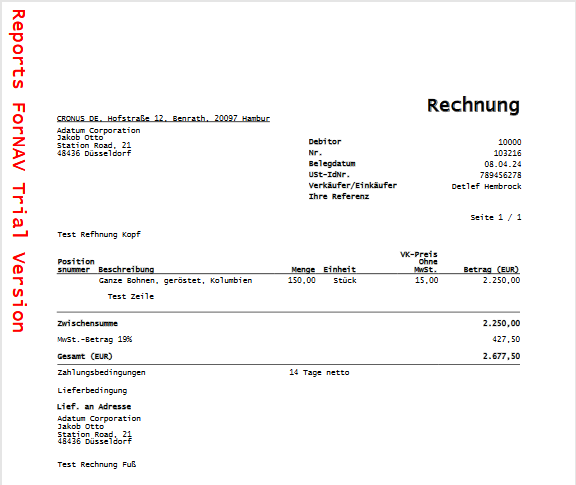 Reports ForNAV Trial Version
Rechnung
CRONUS DE, Hofstraße 12, Benrath, 20097 Hambur
Adatum Corporation
Jakob Otto
Station Road, 21
48436 Düsseldorf
Debitor 10000
Nr. 103216
Belegdatum 08.04.24
USt-IdNr. 789456278
Verkäufer/Einkäufer Detlef Hembrock
Ihre Referenz
Seite 1 / 1
Test Refhnung Kopf
Position
snummer Beschreibung Menge Einheit VK-Preis Ohne MwSt. Betrag (EUR)
Ganze Bohnen, geröstet, Kolumbien 150,00 Stück 15,00 2.250,00
Test Zeile
Zwischensumme 2.250,00
MwSt.-Betrag 19% 427,50
Gesamt (EUR) 2.677,50
Zahlungsbedingungen 14 Tage netto
Lieferbedingung
Lief. an Adresse
Adatum Corporation
Jakob Otto
Station Road, 21
48436 Düsseldorf
Test Rechnung Fuß